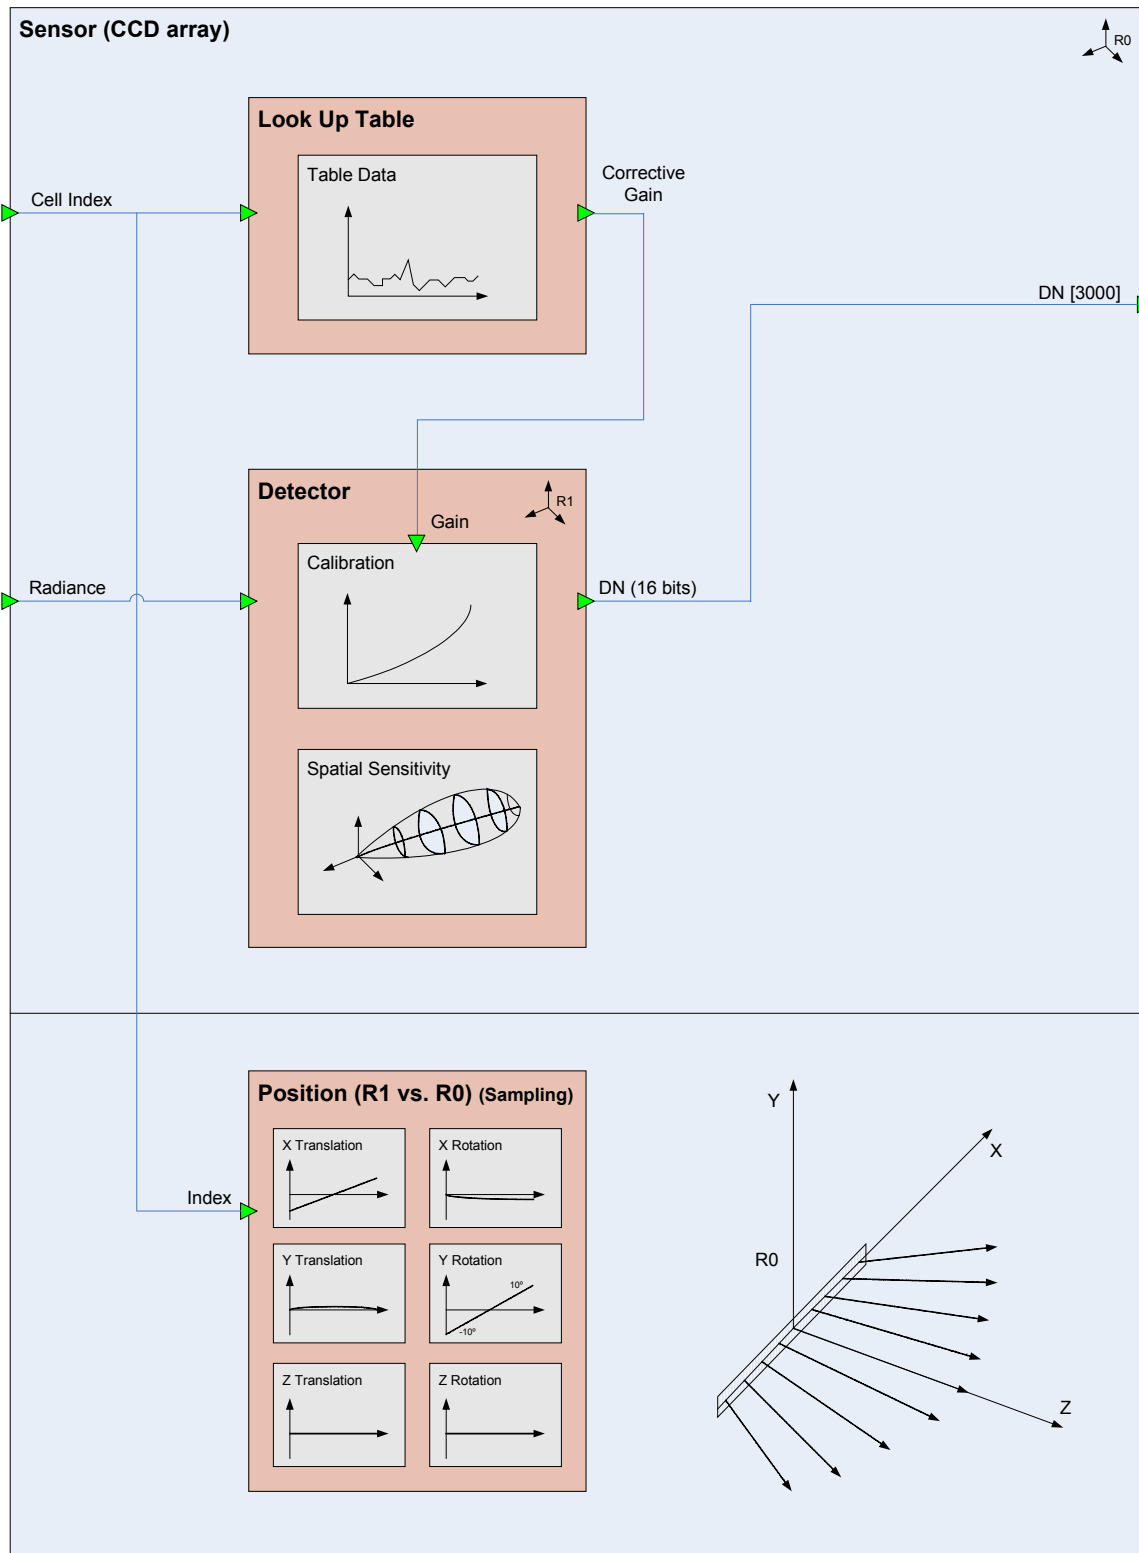 Sensor (CCD array)
R0
Look Up Table
Table Data
Cell Index
Corrective
Gain
DN [3000]
Detector
R1
Gain
Calibration
Radiance
DN (16 bits)
Spatial Sensitivity
Position (R1 vs. R0) (Sampling)
X Translation
X Rotation
Index
Y Translation
Y Rotation
10º
-10º
Z Translation
Z Rotation
Y
X
R0
Z